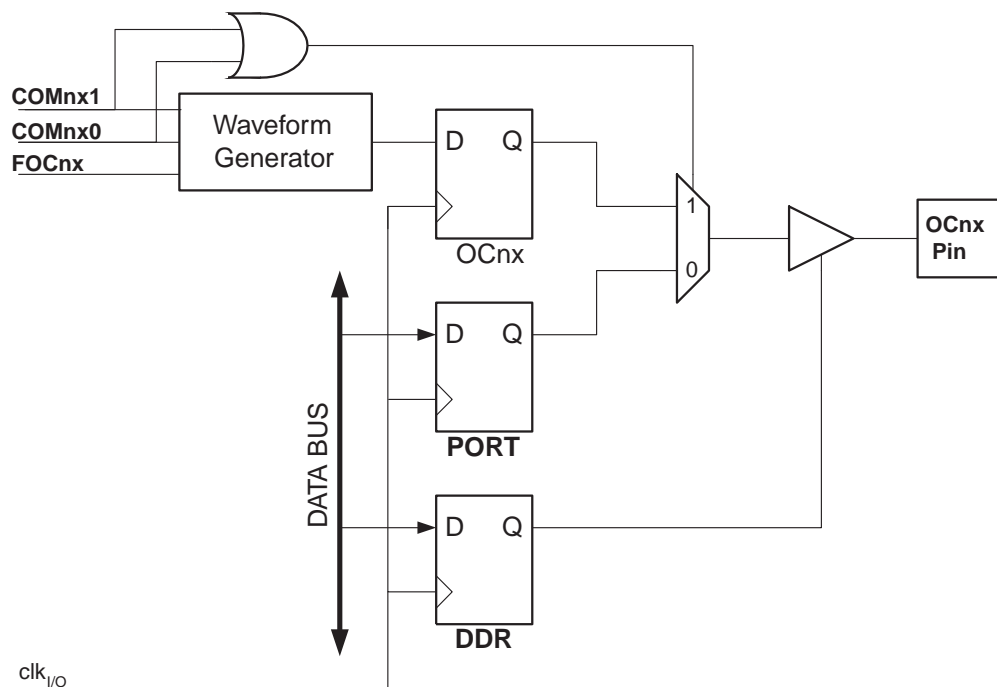 COMnx1
COMnx0
FOCnx
Waveform
Generator
D Q
OCnx
1
0
OCnx
Pin
D Q
PORT
DATA BUS
D Q
DDR
clkI/O